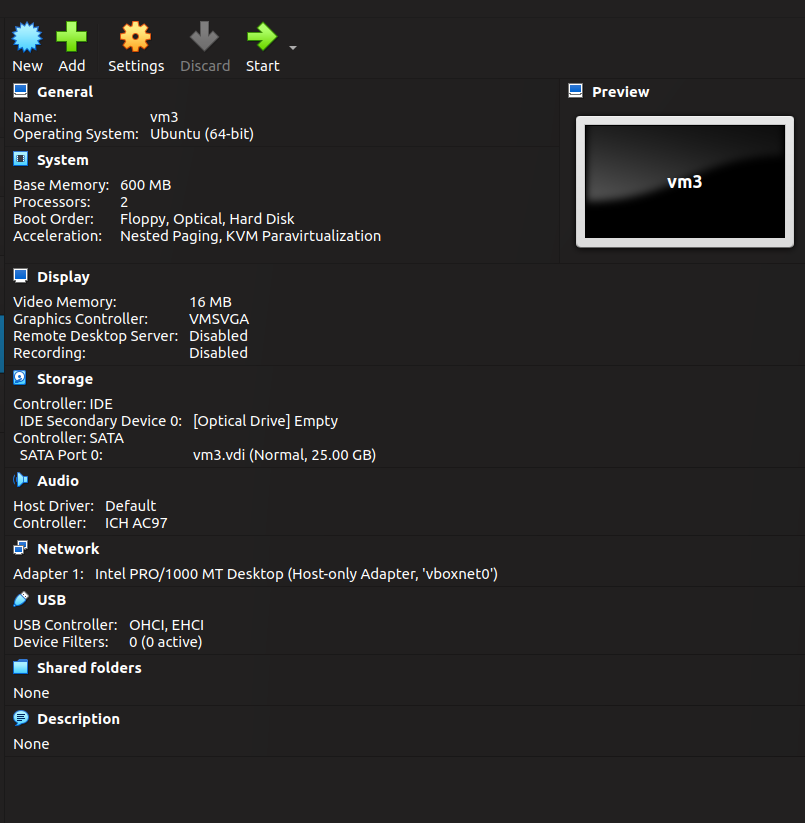 New Add Settings Discard Start
General
Name: vm3
Operating System: Ubuntu (64-bit)
Preview
vm3
System
Base Memory: 600 MB
Processors: 2
Boot Order: Floppy, Optical, Hard Disk
Acceleration: Nested Paging, KVM Paravirtualization
Display
Video Memory: 16 MB
Graphics Controller: VMSVGA
Remote Desktop Server: Disabled
Recording: Disabled
Storage
Controller: IDE
IDE Secondary Device 0: [Optical Drive] Empty
Controller: SATA
SATA Port 0: vm3.vdi (Normal, 25.00 GB)
Audio
Host Driver: Default
Controller: ICH AC97
Network
Adapter 1: Intel PRO/1000 MT Desktop (Host-only Adapter, 'vboxnet0')
USB
USB Controller: OHCI, EHCI
Device Filters: 0 (0 active)
Shared folders
None
Description
None